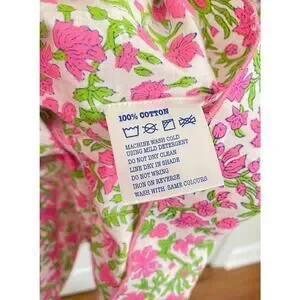 100% COTTON
MACHINE WASH COLD
USING MILD DETERGENT
DO NOT DRY CLEAN
LINE DRY IN SHADE
DO NOT WRING
IRON ON REVERSE
WASH WITH SAME COLOURS